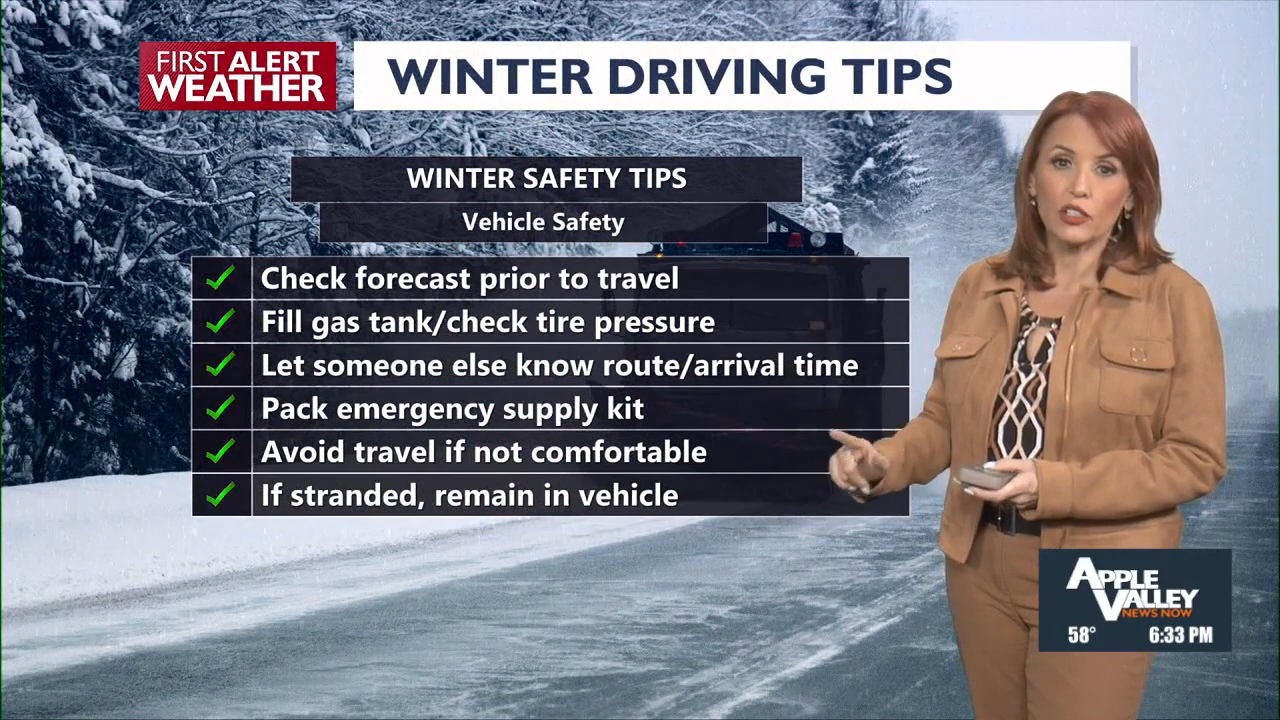 FIRST ALERT
WEATHER
WINTER DRIVING TIPS
WINTER SAFETY TIPS
Vehicle Safety
Check forecast prior to travel
Fill gas tank/check tire pressure
Let someone else know route/arrival time
Pack emergency supply kit
Avoid travel if not comfortable
If stranded, remain in vehicle
APPLE
VALLEY
NEWS NOW
58° 6:33 PM